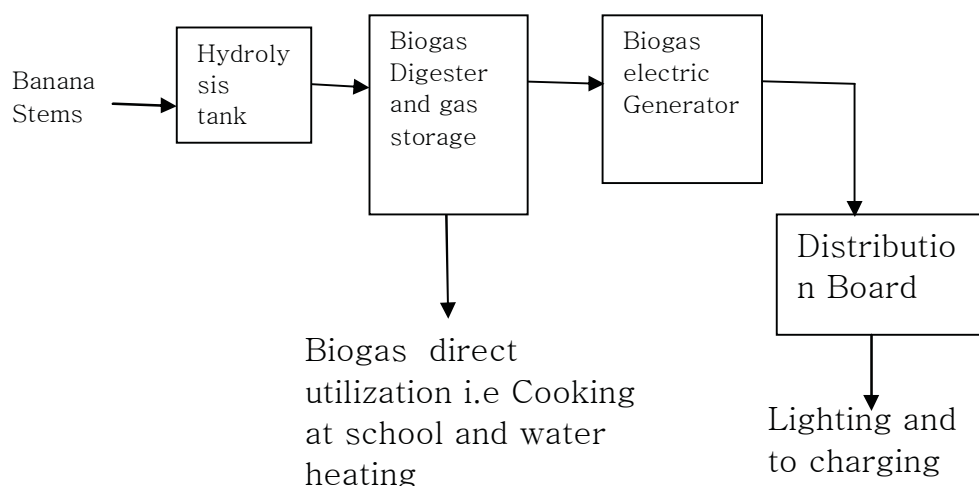 Banana
Stems
Hydroly
sis
tank
Biogas
Digester
and gas
storage
Biogas
electric
Generator
Distributio
n Board
Biogas  direct
utilization i.e Cooking
at school and water
heating
Lighting and
to charging